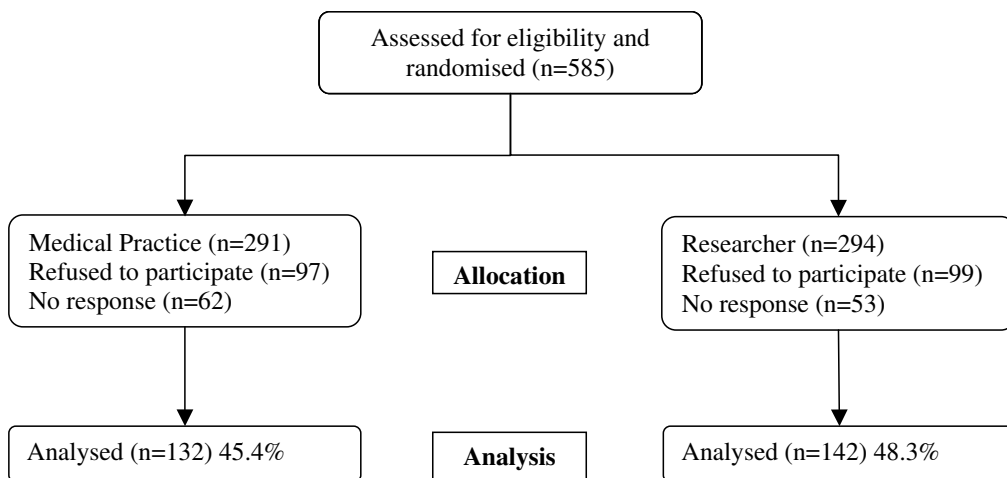 Assessed for eligibility and
randomised (n=585)
Medical Practice (n=291)
Refused to participate (n=97)
No response (n=62)
Allocation
Researcher (n=294)
Refused to participate (n=99)
No response (n=53)
Analysed (n=132) 45.4%
Analysis
Analysed (n=142) 48.3%